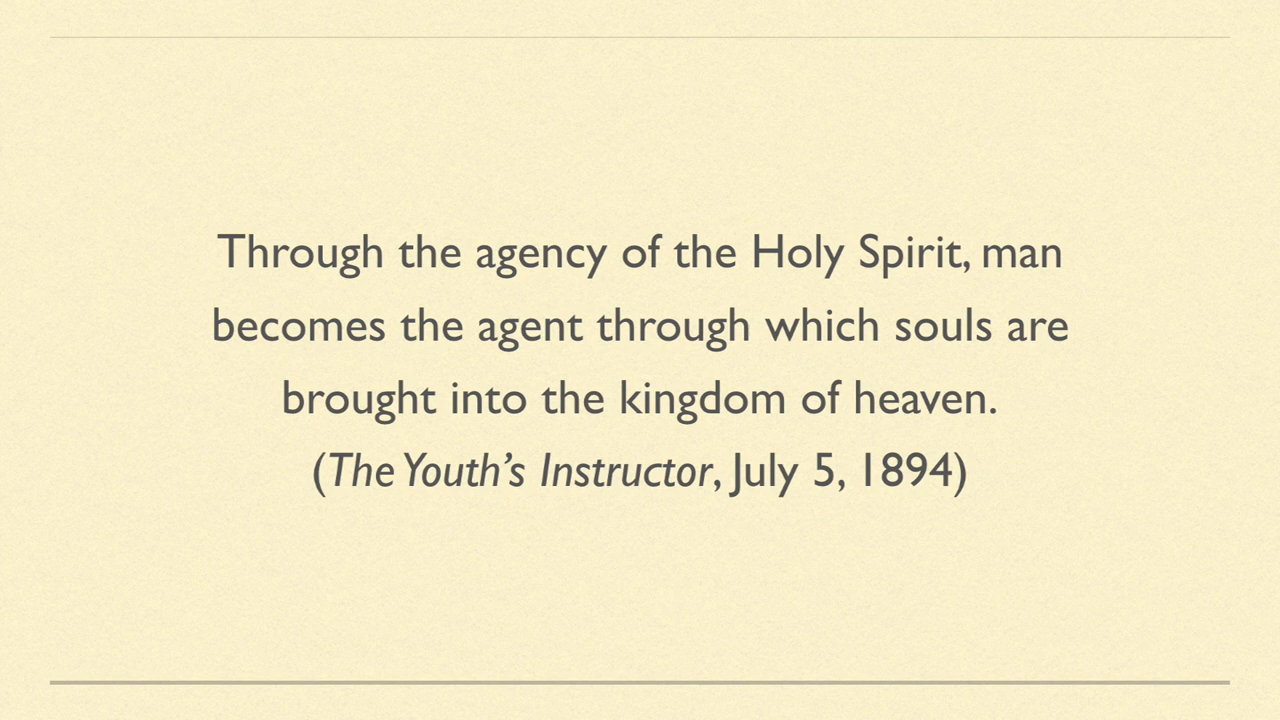 Through the agency of the Holy Spirit, man
becomes the agent through which souls are
brought into the kingdom of heaven.
(The Youth’s Instructor, July 5, 1894)